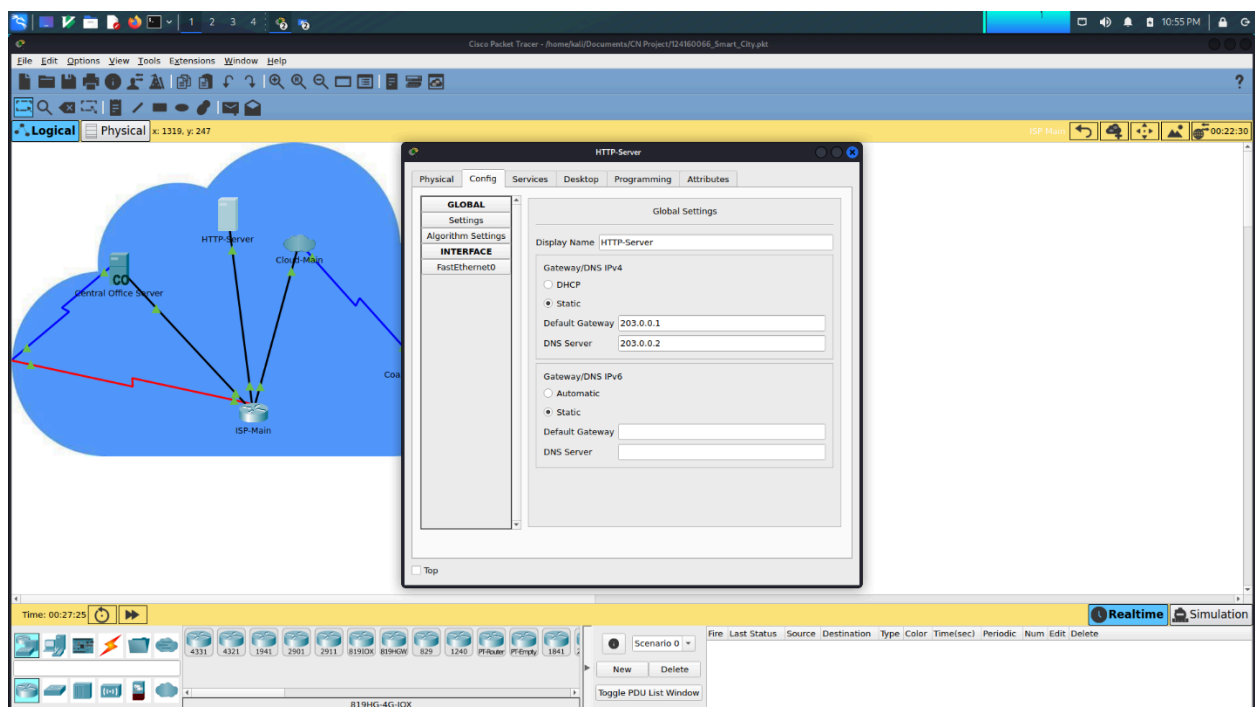 1 2 3 4
10:55 PM
Cisco Packet Tracer - /home/kali/Documents/CN Project/124160066_Smart_City.pkt
File Edit Options View Tools Extensions Window Help
?
Logical Physical x: 1319, y: 247
ISP-Main
00:22:30
HTTP-Server
Physical Config Services Desktop Programming Attributes
GLOBAL
Settings
Algorithm Settings
INTERFACE
FastEthernet0
Global Settings
Display Name HTTP-Server
Gateway/DNS IPv4
DHCP
Static
Default Gateway 203.0.0.1
DNS Server 203.0.0.2
Gateway/DNS IPv6
Automatic
Static
Default Gateway
DNS Server
Top
HTTP-Server
Cloud-Main
CO
Central Office Server
Coa
ISP-Main
Time: 00:27:25
Realtime Simulation
4331 4321 1941 2901 2911 819IOX 819HGW 829 1240 PT-Router PT-Empty 1841 2
819HG-4G-IOX
Scenario 0
New Delete
Toggle PDU List Window
Fire Last Status Source Destination Type Color Time(sec) Periodic Num Edit Delete